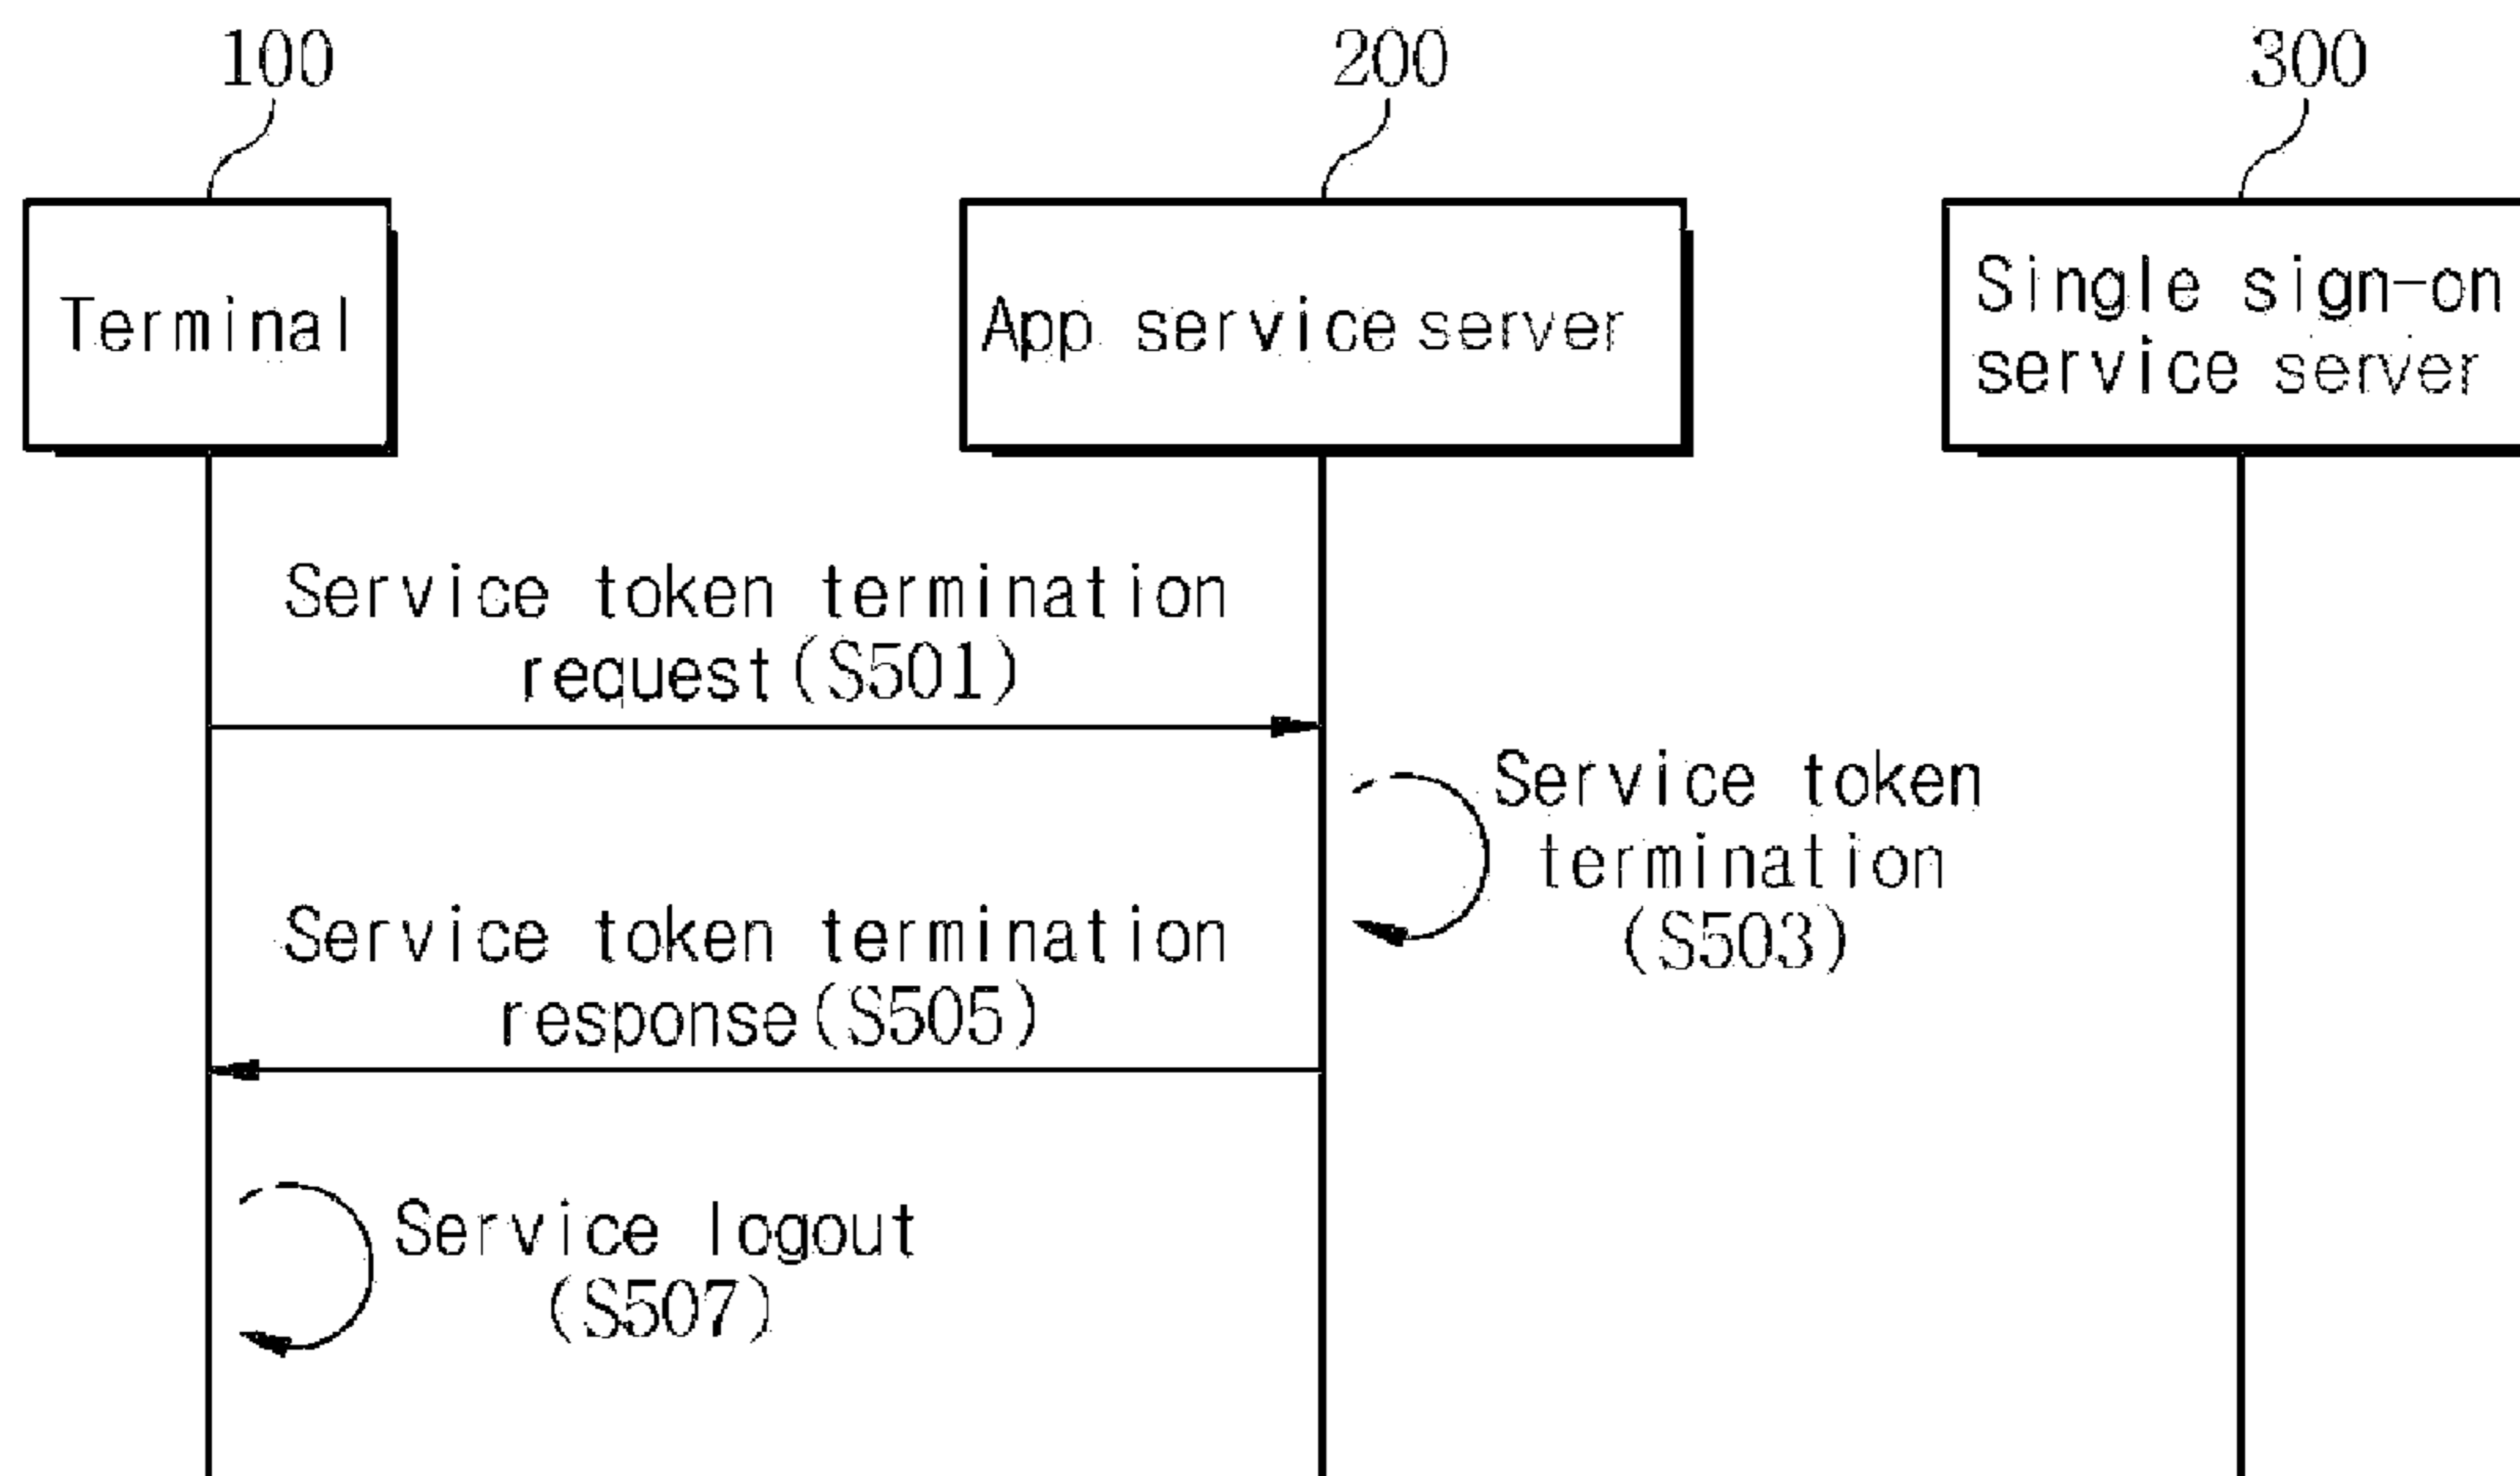 100
200
300
Terminal
App service server
Single sign-on
service server
Service token termination
request(S501)
Service token
termination
(S503)
Service token termination
response(S505)
Service logout
(S507)